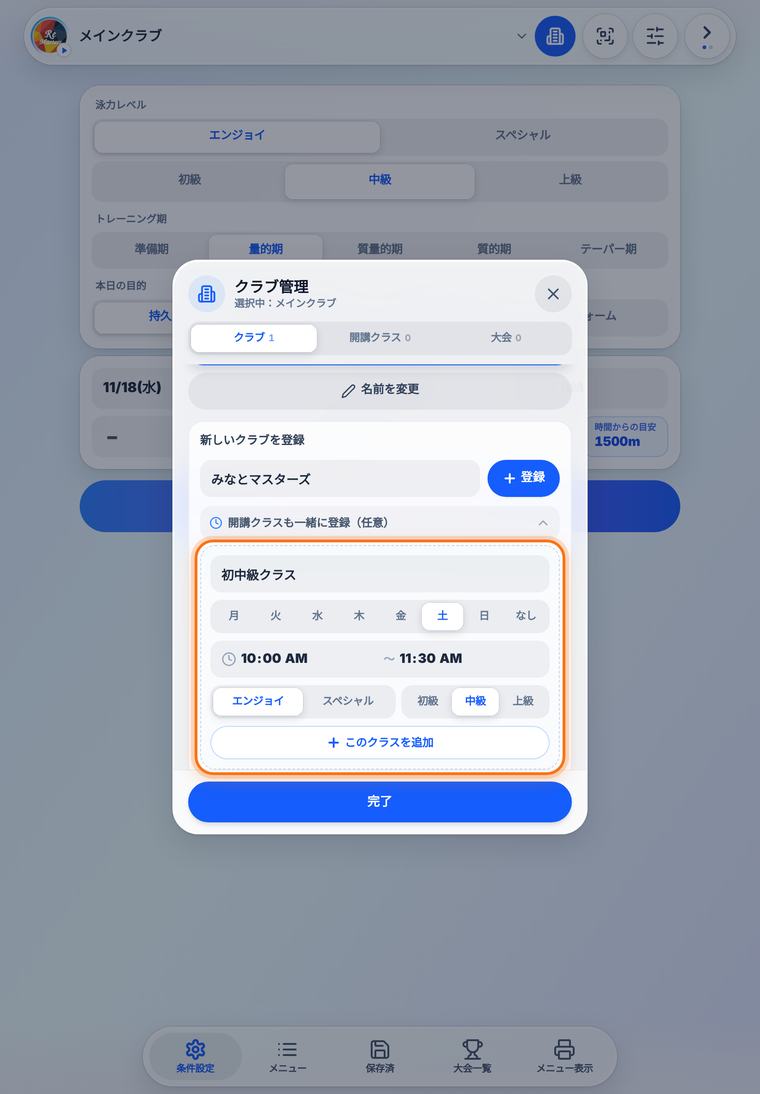 メインクラブ
泳力レベル
エンジョイ スペシャル
初級 中級 上級
トレーニング期
準備期 量的期 質量的期 質的期 テーパー期
本日の目的
持久
ォーム
クラブ管理
選択中：メインクラブ
クラブ 1 開講クラス 0 大会 0
11/18(水)
名前を変更
–
時間からの目安
1500m
新しいクラブを登録
みなとマスターズ
＋ 登録
開講クラスも一緒に登録（任意）
初中級クラス
月 火 水 木 金 土 日 なし
10:00 AM 〜 11:30 AM
エンジョイ スペシャル 初級 中級 上級
＋ このクラスを追加
完了
条件設定 メニュー 保存済 大会一覧 メニュー表示